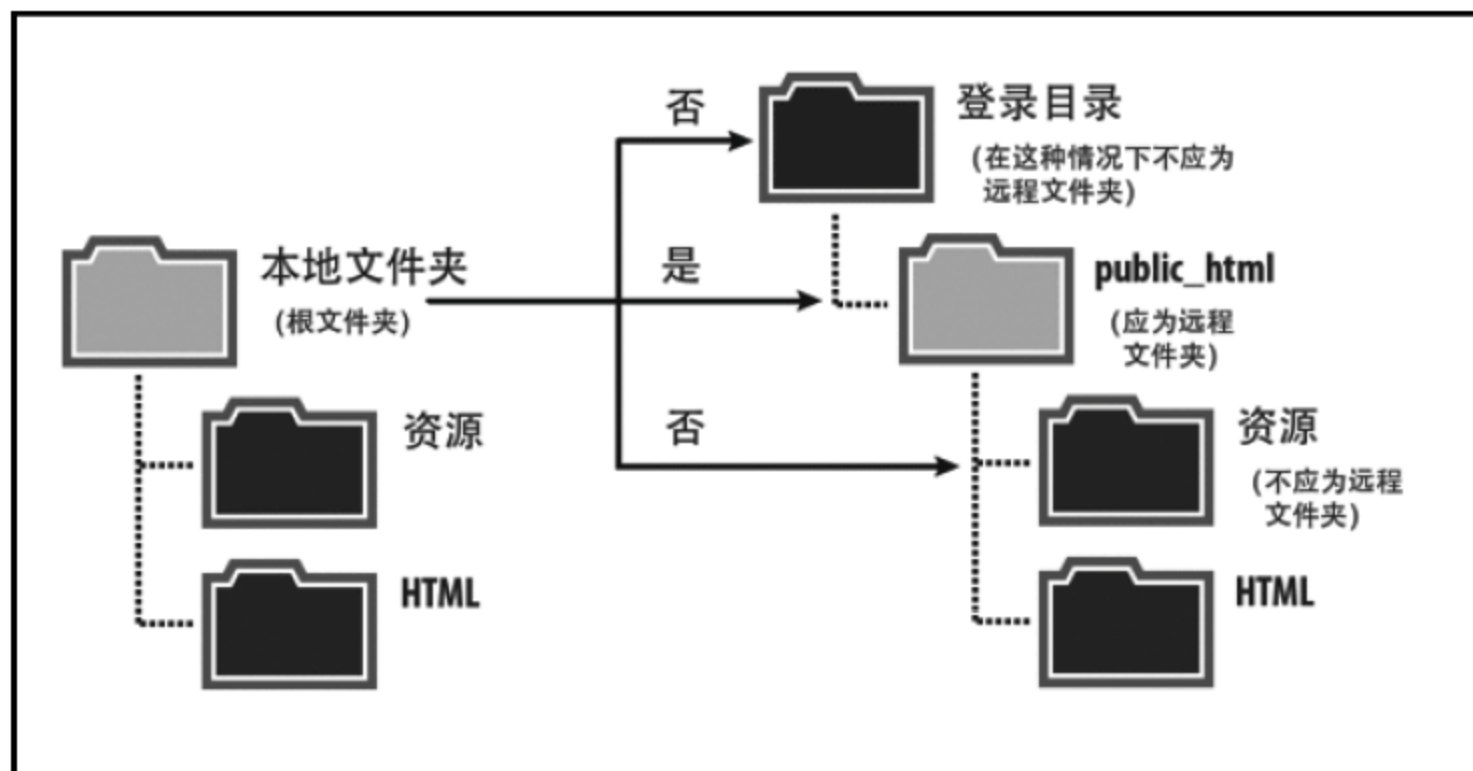 否
登录目录
(在这种情况下不应为
远程文件夹)
本地文件夹
(根文件夹)
是
public_html
(应为远程
文件夹)
资源
否
资源
(不应为远程
文件夹)
HTML
HTML